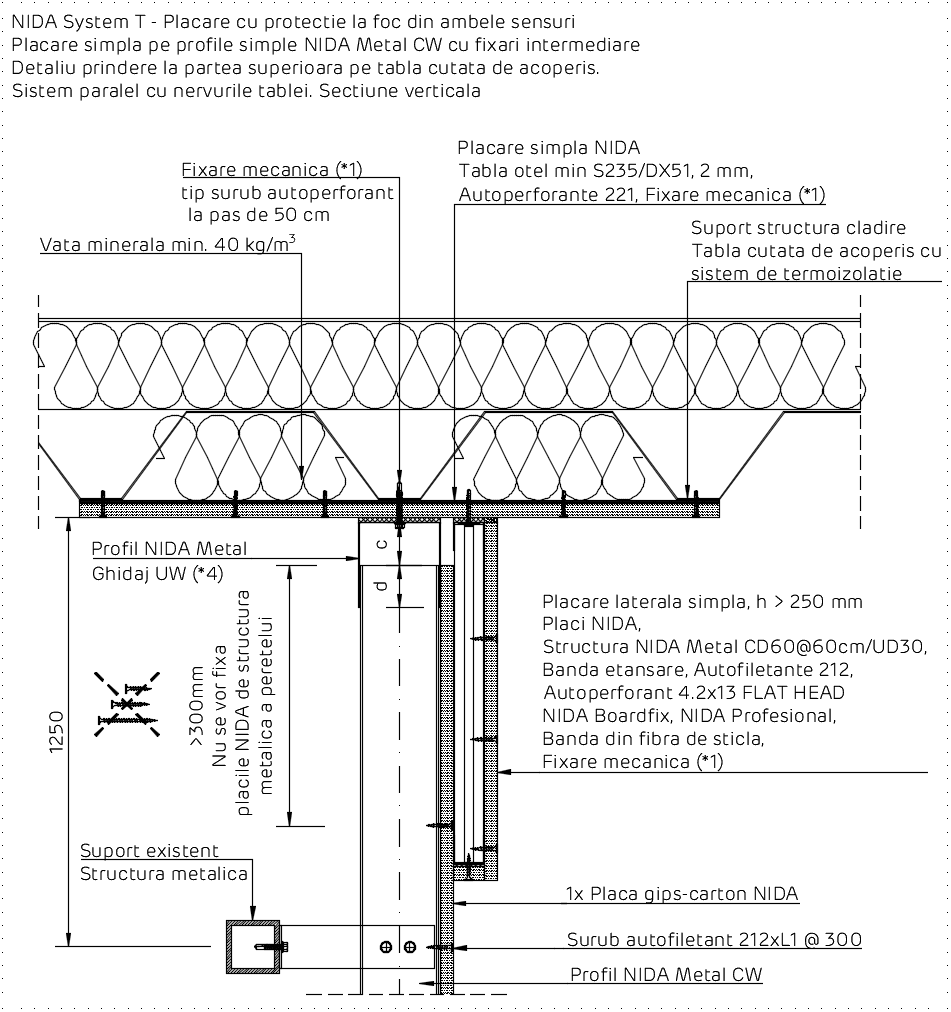 NIDA System T - Placare cu protectie la foc din ambele sensuri
Placare simpla pe profile simple NIDA Metal CW cu fixari intermediare
Detaliu prindere la partea superioara pe tabla cutata de acoperis.
Sistem paralel cu nervurile tablei. Sectiune verticala
Placare simpla NIDA
Tabla otel min S235/DX51, 2 mm,
Autoperforante 221, Fixare mecanica (*1)
Fixare mecanica (*1)
tip surub autoperforant
la pas de 50 cm
Vata minerala min. 40 kg/m³
Suport structura cladire
Tabla cutata de acoperis cu
sistem de termoizolatie
Profil NIDA Metal
Ghidaj UW (*4)
c
d
1250
>300mm
Nu se vor fixa
placile NIDA de structura
metalica a peretelui
Placare laterala simpla, h > 250 mm
Placi NIDA,
Structura NIDA Metal CD60@60cm/UD30,
Banda etansare, Autofiletante 212,
Autoperforant 4.2x13 FLAT HEAD
NIDA Boardfix, NIDA Profesional,
Banda din fibra de sticla,
Fixare mecanica (*1)
Suport existent
Structura metalica
1x Placa gips-carton NIDA
Surub autofiletant 212xL1 @ 300
Profil NIDA Metal CW